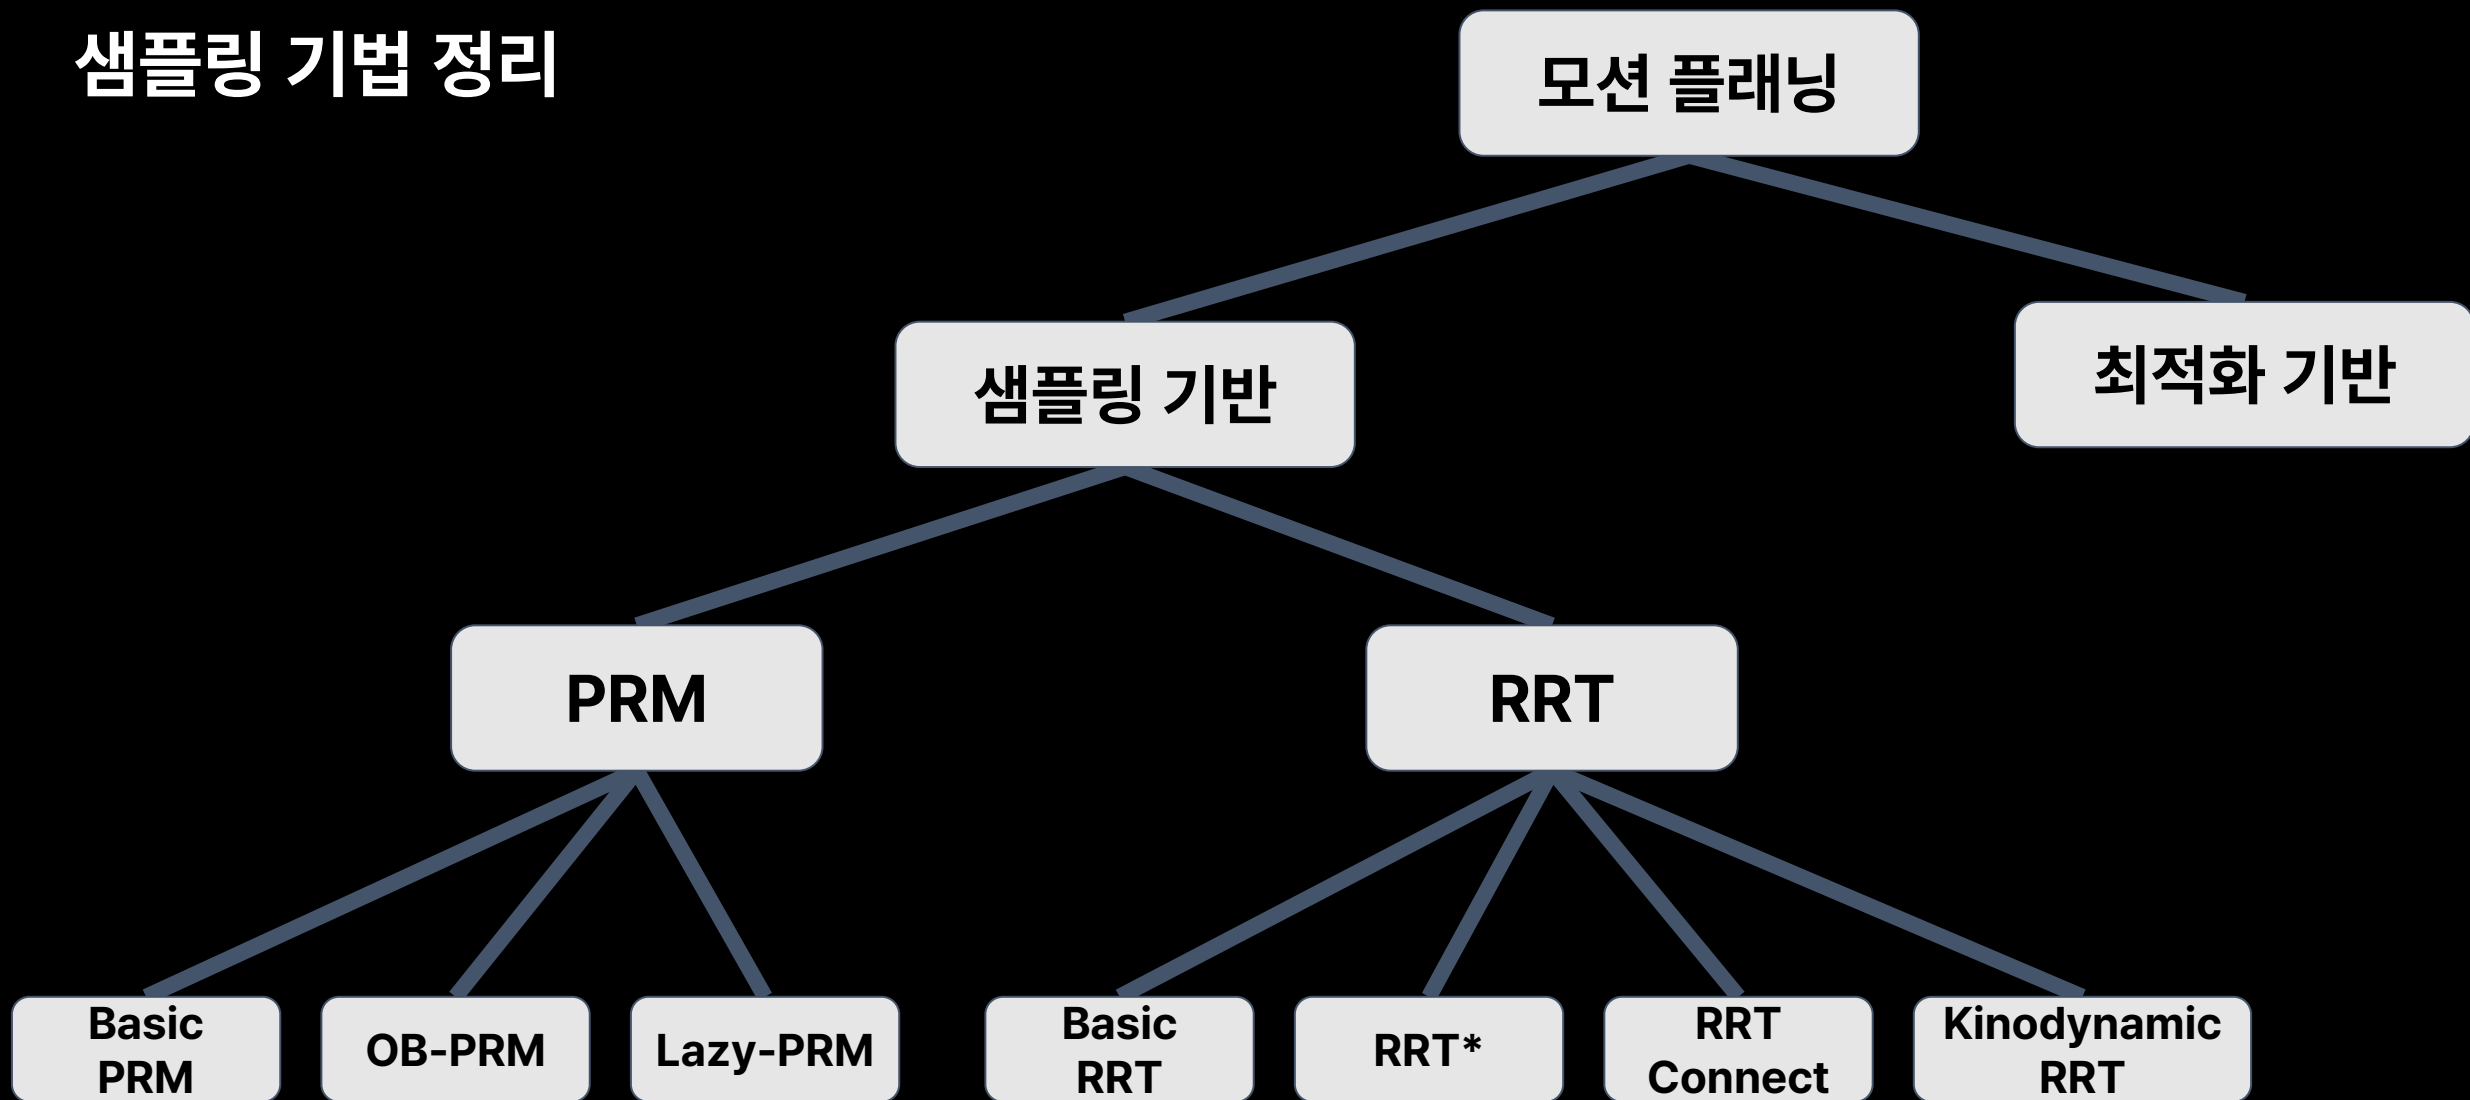 샘플링 기법 정리
모션 플래닝
샘플링 기반
최적화 기반
PRM
RRT
Basic
PRM
OB-PRM
Lazy-PRM
Basic
RRT
RRT*
RRT
Connect
Kinodynamic
RRT